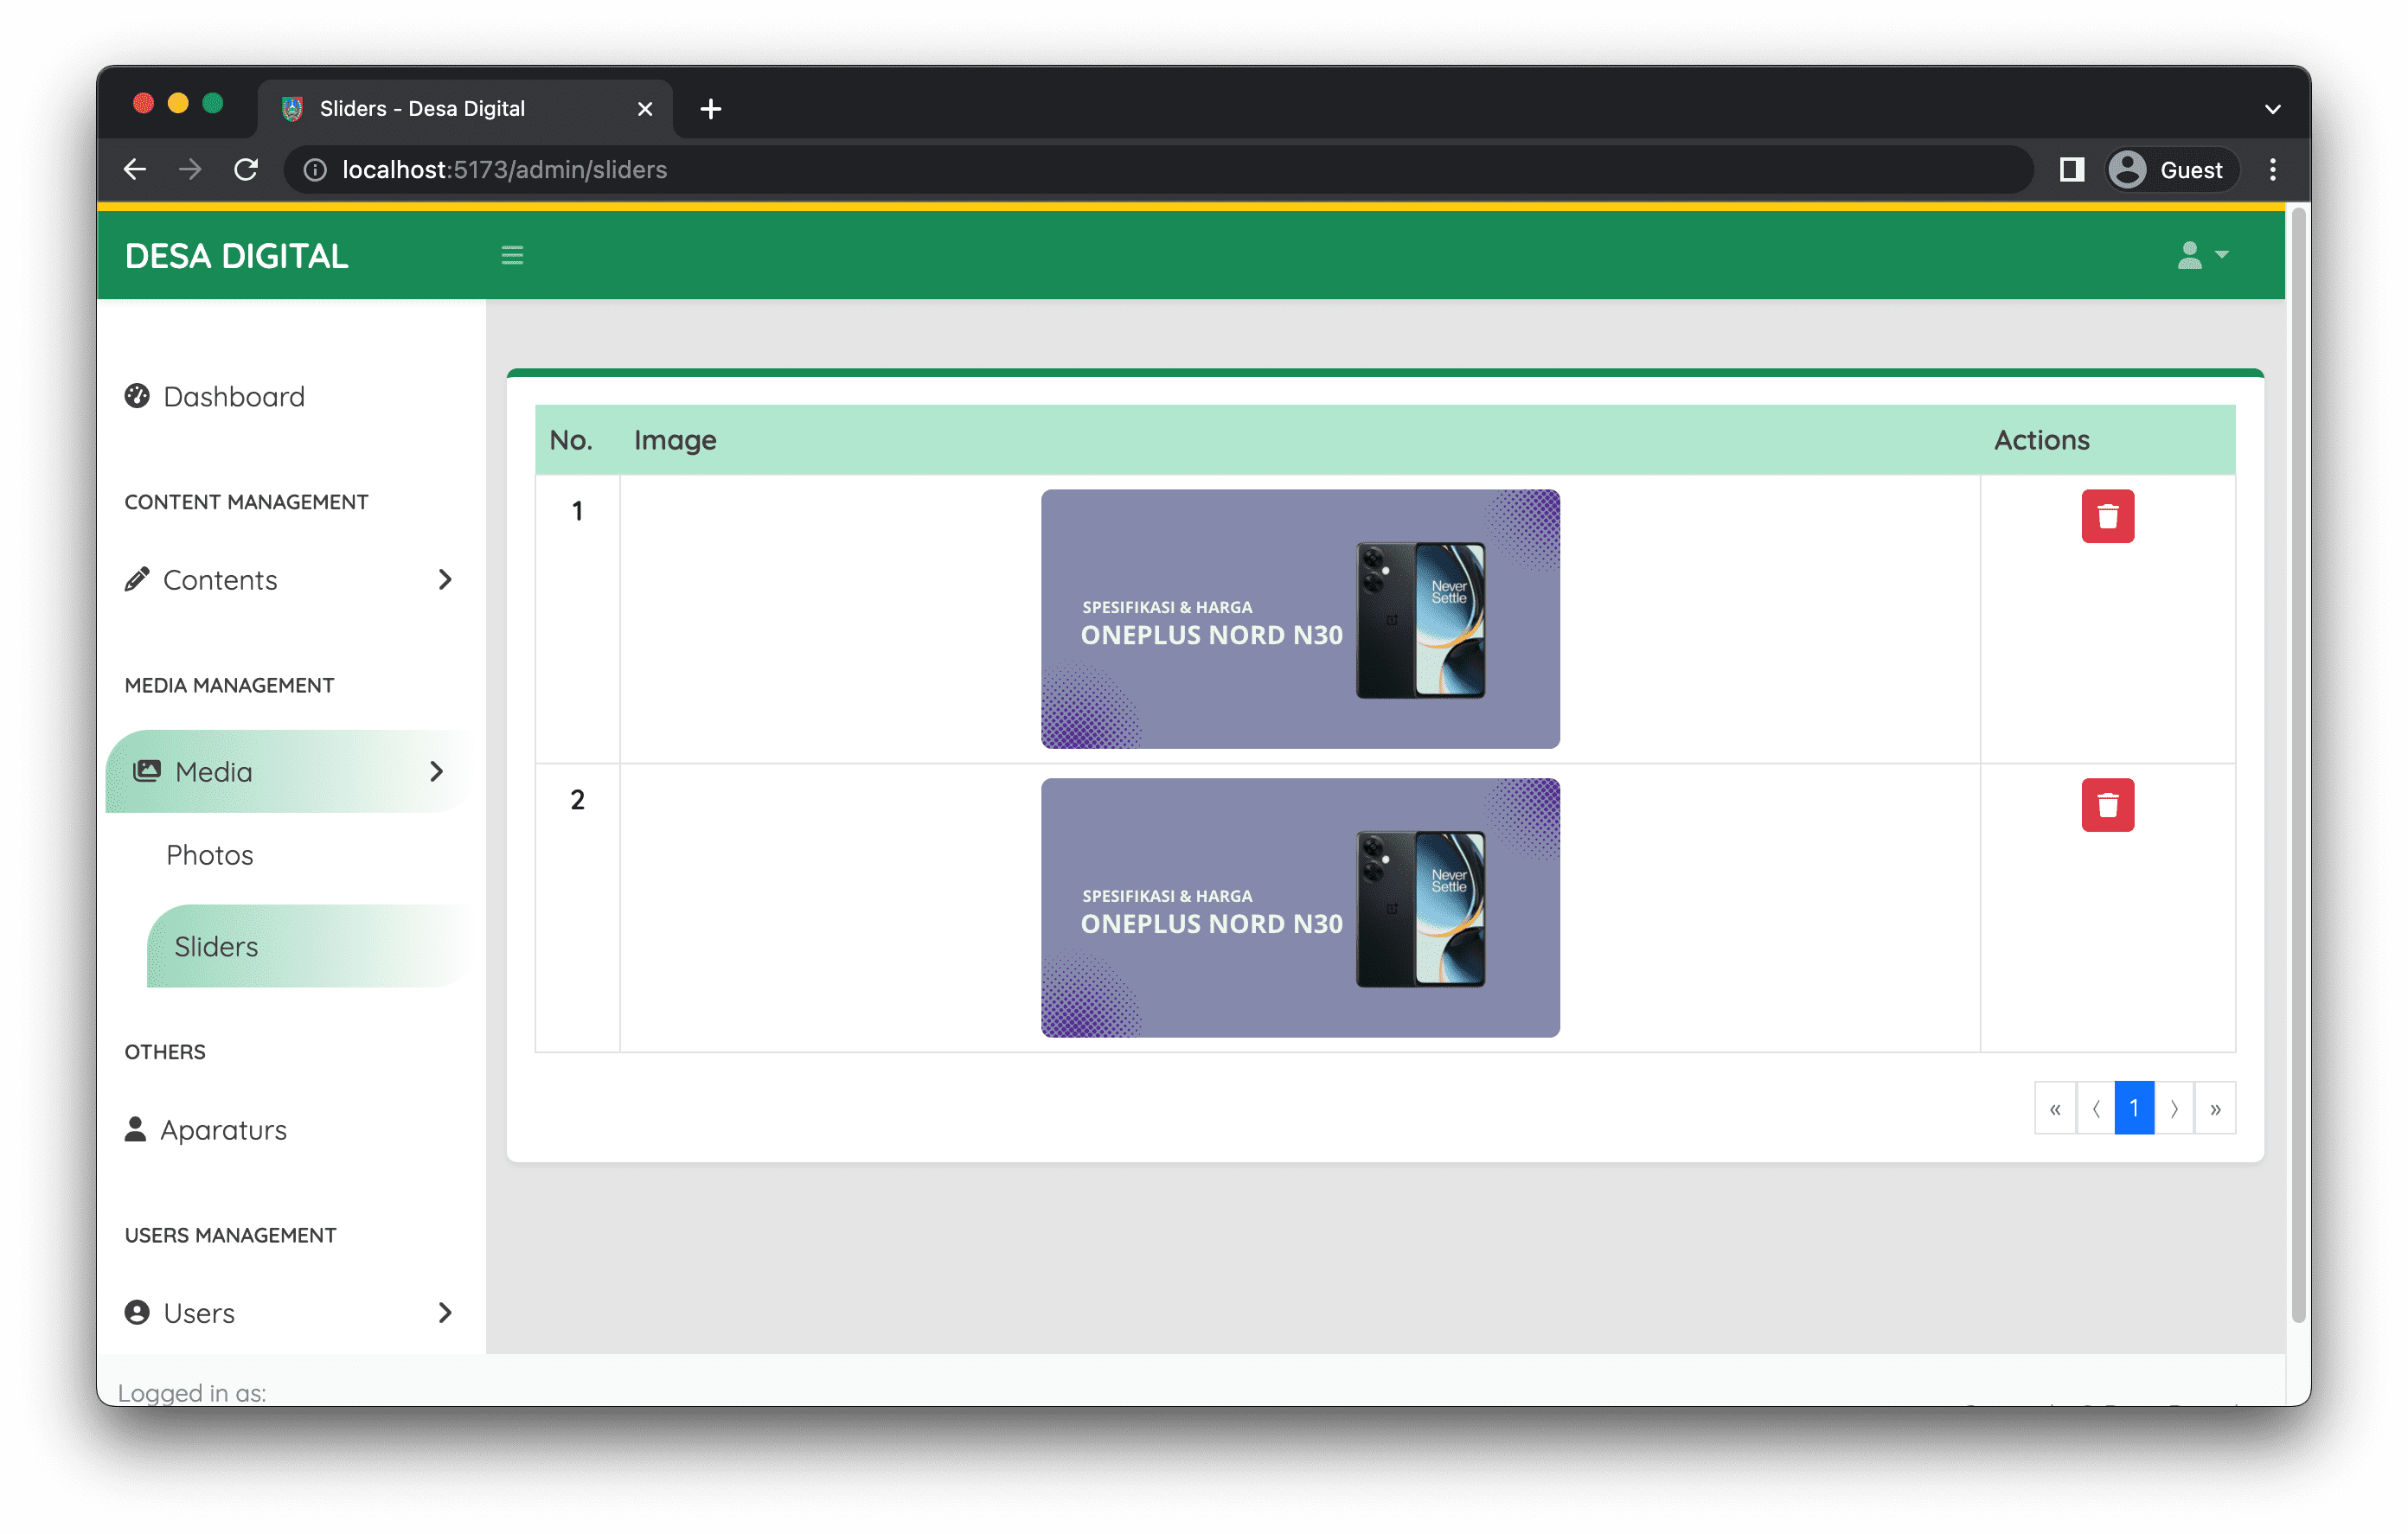 Sliders - Desa Digital
localhost:5173/admin/sliders
Guest
DESA DIGITAL
Dashboard
CONTENT MANAGEMENT
Contents
MEDIA MANAGEMENT
Media
Photos
Sliders
OTHERS
Aparaturs
USERS MANAGEMENT
Users
Logged in as:
No. Image Actions
1
SPESIFIKASI & HARGA
ONEPLUS NORD N30
Never
Settle
2
SPESIFIKASI & HARGA
ONEPLUS NORD N30
Never
Settle
« ⟨ 1 ⟩ »